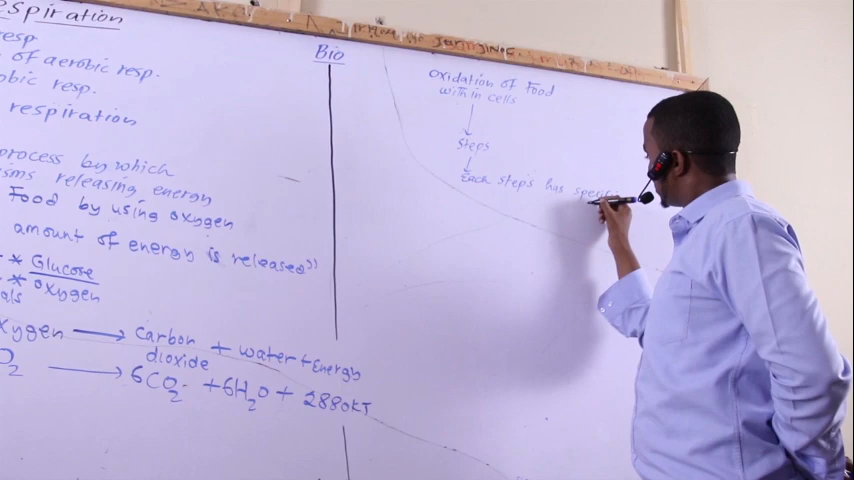 espiration
resp
of aerobic resp.
obic resp.
respiration
process by which
isms releasing energy
Food by using oxygen
amount of energy is released"
* Glucose
als * oxygen
xygen → carbon dioxide + water + Energy
O2 → 6CO2 + 6H2O + 2880KJ
Bio
Oxidation of Food
within cells
↓
Steps
↓
Each steps has specifi